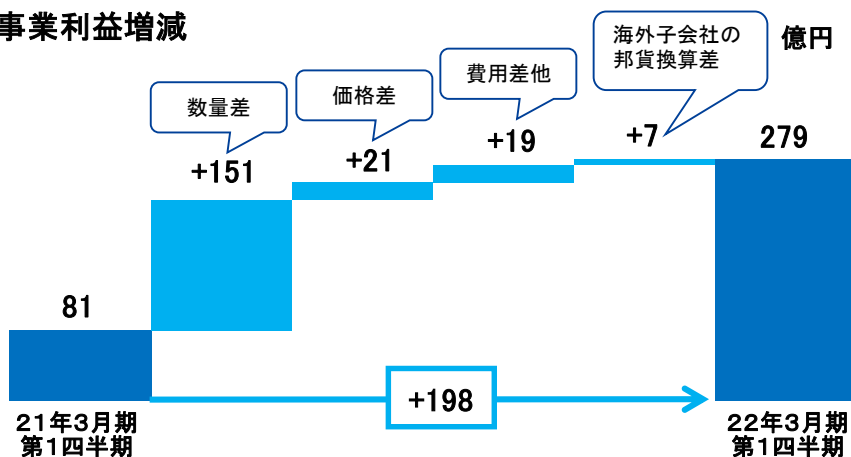 事業利益増減
億円
数量差
価格差
費用差他
海外子会社の
邦貨換算差
+151
+21
+19
+7
279
81
+198
21年3月期
第1四半期
22年3月期
第1四半期